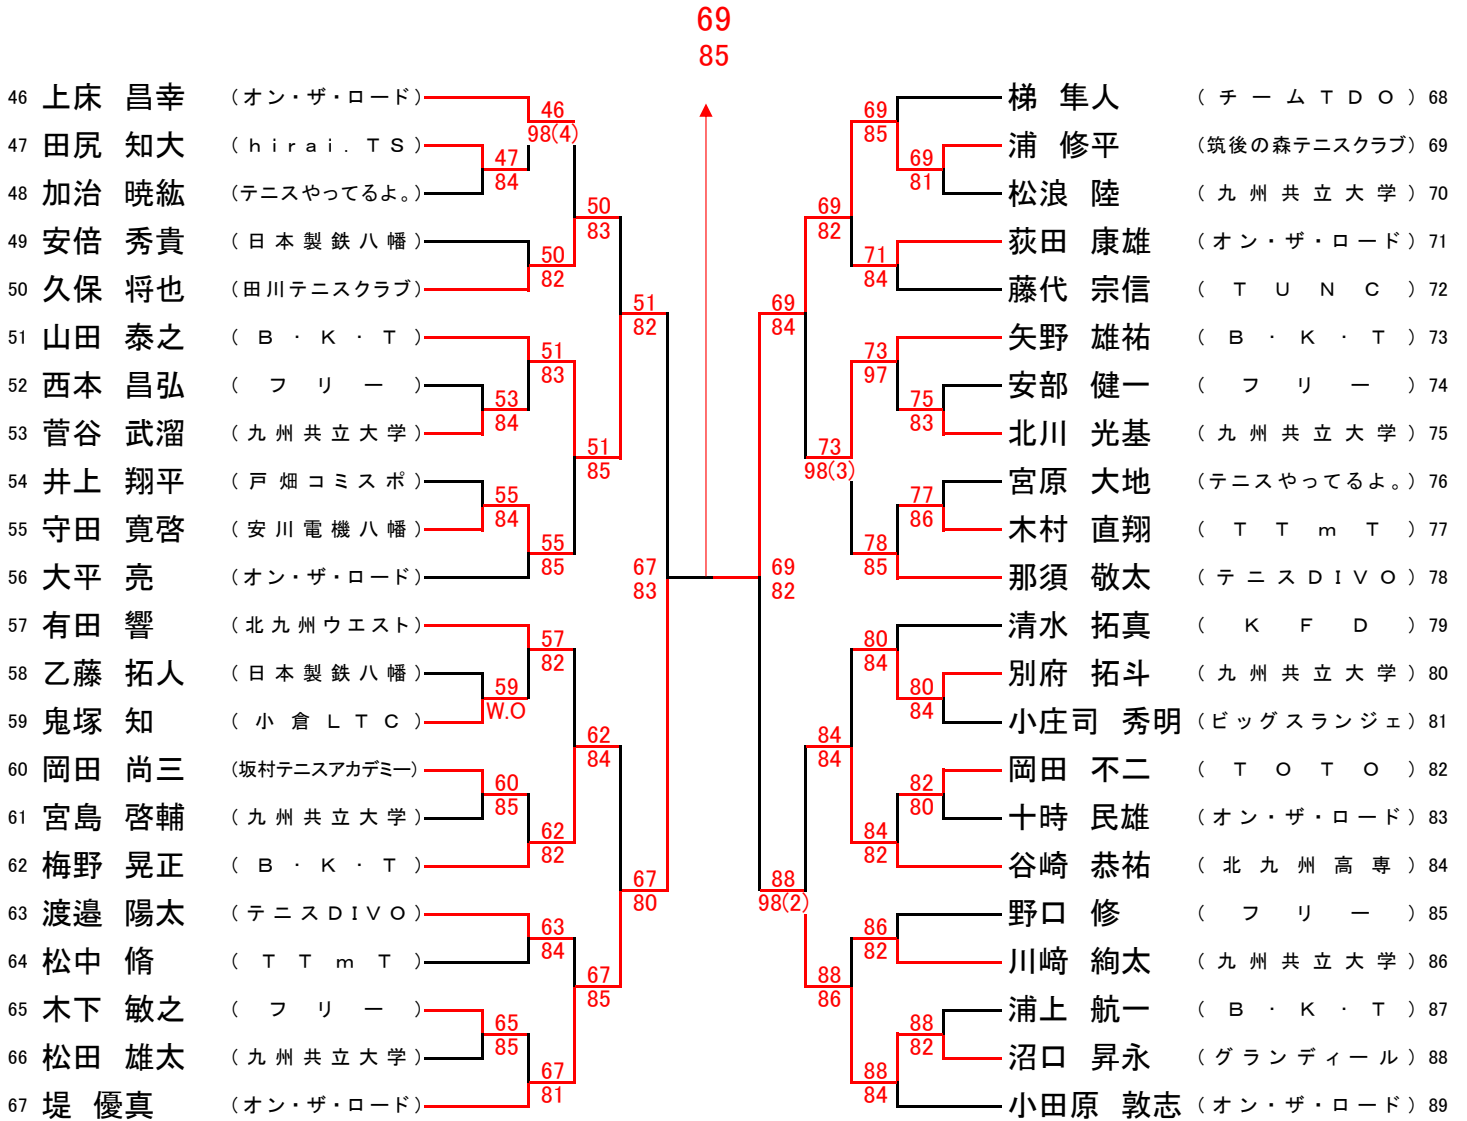 69
85
46 上床 昌幸 (オン・ザ・ロード)
47 田尻 知大 (hirai.TS)
48 加治 暁紘 (テニスやってるよ。)
49 安倍 秀貴 (日本製鉄八幡)
50 久保 将也 (田川テニスクラブ)
51 山田 泰之 (B・K・T)
52 西本 昌弘 (フリー)
53 菅谷 武溜 (九州共立大学)
54 井上 翔平 (戸畑コミスポ)
55 守田 寛啓 (安川電機八幡)
56 大平 亮 (オン・ザ・ロード)
57 有田 響 (北九州ウエスト)
58 乙藤 拓人 (日本製鉄八幡)
59 鬼塚 知 (小倉LTC)
60 岡田 尚三 (坂村テニスアカデミー)
61 宮島 啓輔 (九州共立大学)
62 梅野 晃正 (B・K・T)
63 渡邉 陽太 (テニスDIVO)
64 松中 脩 (TTmT)
65 木下 敏之 (フリー)
66 松田 雄太 (九州共立大学)
67 堤 優真 (オン・ザ・ロード)
47
84
53
84
55
84
59
W.O
60
85
65
85
46
98(4)
50
82
51
83
55
85
57
82
62
82
63
84
67
81
50
83
51
85
62
84
67
85
51
82
67
80
67
83
69
82
69
84
88
98(2)
69
82
73
98(3)
84
84
88
86
69
85
71
84
73
97
78
85
80
84
84
82
86
82
88
84
69
81
75
83
77
86
80
84
82
80
88
82
梯 隼人 (チームTDO) 68
浦 修平 (筑後の森テニスクラブ) 69
松浪 陸 (九州共立大学) 70
荻田 康雄 (オン・ザ・ロード) 71
藤代 宗信 (TUNC) 72
矢野 雄祐 (B・K・T) 73
安部 健一 (フリー) 74
北川 光基 (九州共立大学) 75
宮原 大地 (テニスやってるよ。) 76
木村 直翔 (TTmT) 77
那須 敬太 (テニスDIVO) 78
清水 拓真 (KFD) 79
別府 拓斗 (九州共立大学) 80
小庄司 秀明 (ビッグスランジェ) 81
岡田 不二 (TOTO) 82
十時 民雄 (オン・ザ・ロード) 83
谷崎 恭祐 (北九州高専) 84
野口 修 (フリー) 85
川﨑 絢太 (九州共立大学) 86
浦上 航一 (B・K・T) 87
沼口 昇永 (グランディール) 88
小田原 敦志 (オン・ザ・ロード) 89